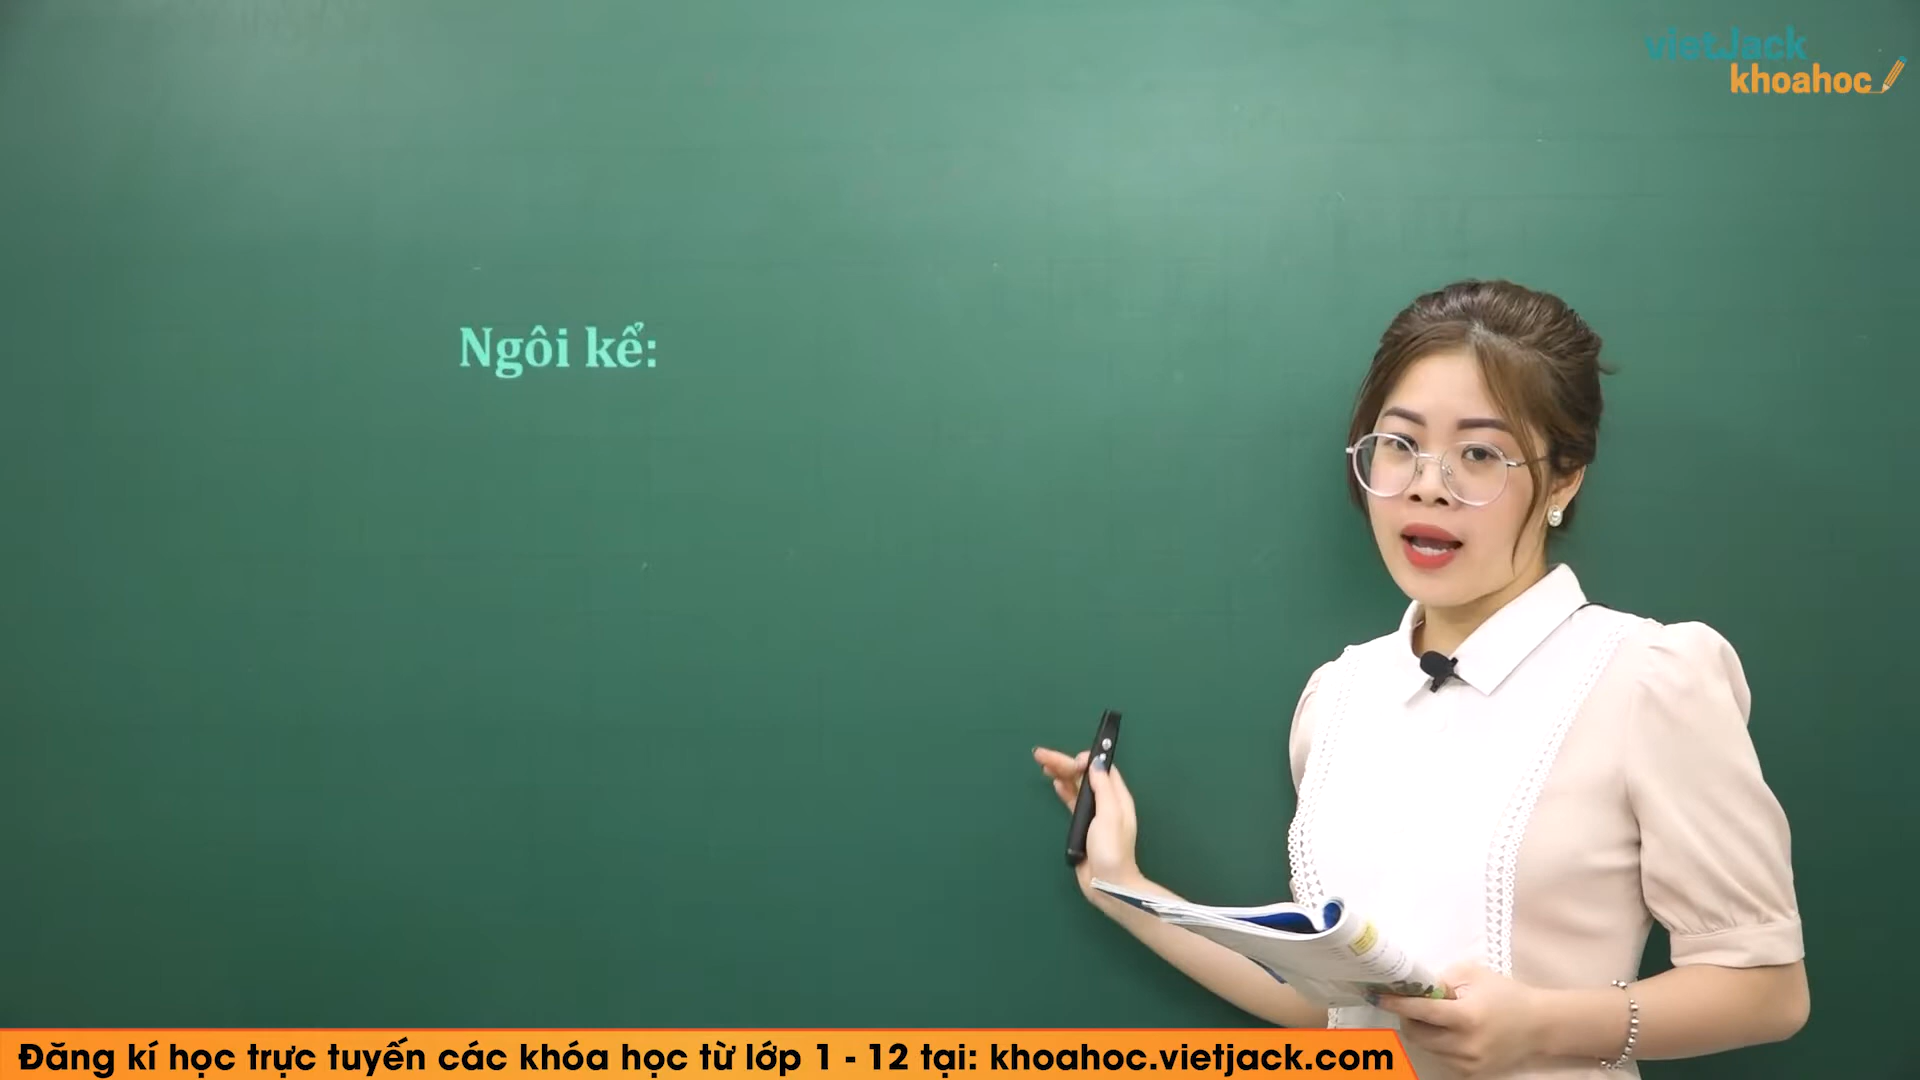 vietJack
khoahoc
Ngôi kể:
Đăng kí học trực tuyến các khóa học từ lớp 1 - 12 tại: khoahoc.vietjack.com